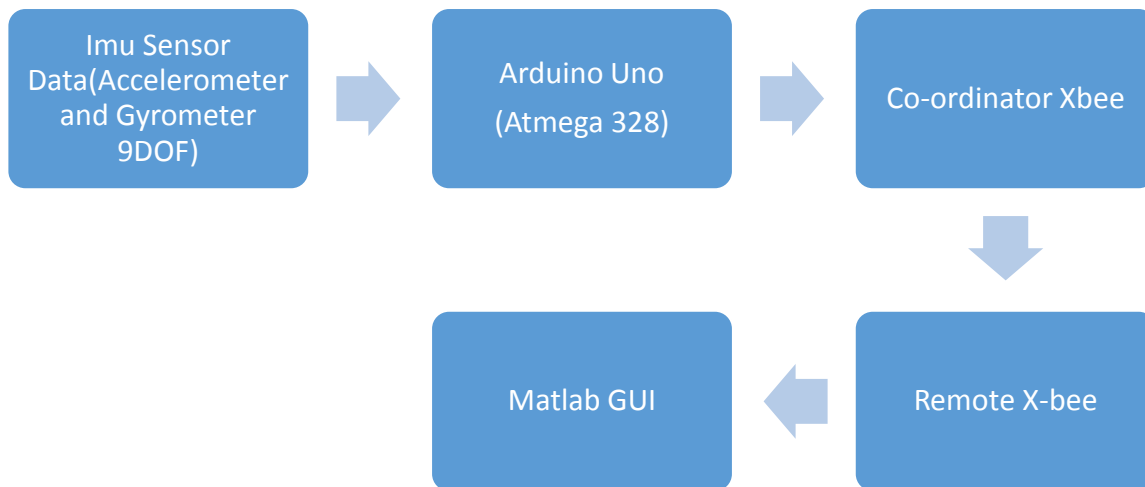 Imu Sensor
Data(Accelerometer
and Gyrometer
9DOF)
Arduino Uno
(Atmega 328)
Co-ordinator Xbee
Matlab GUI
Remote X-bee